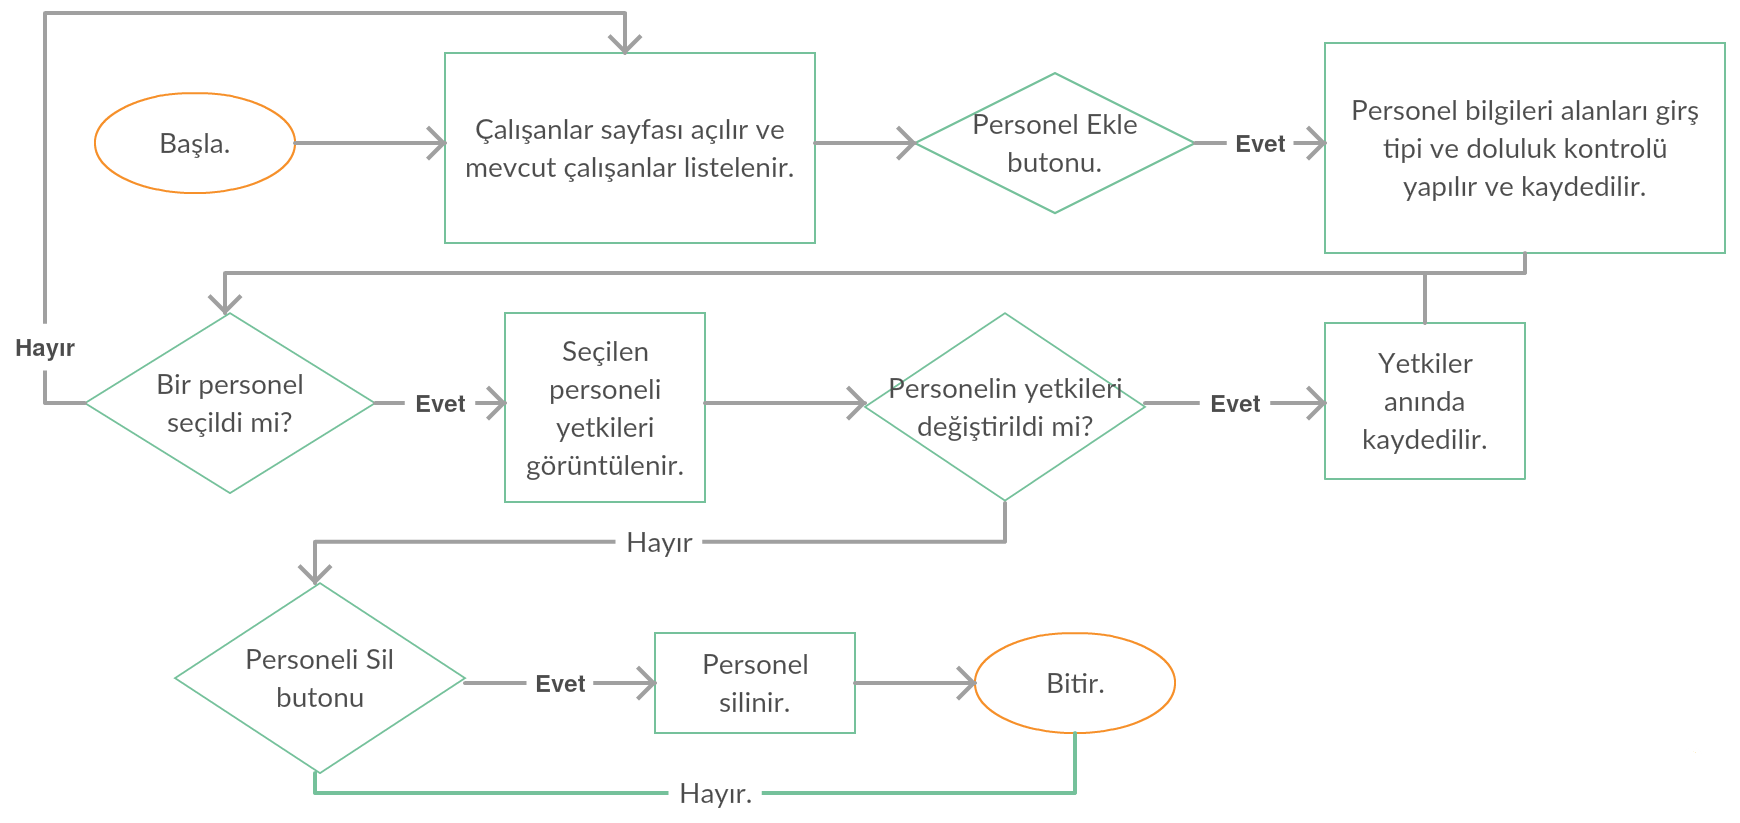 Başla.
Çalışanlar sayfası açılır ve
mevcut çalışanlar listelenir.
Personel Ekle
butonu.
Evet
Personel bilgileri alanları girş
tipi ve doluluk kontrolü
yapılır ve kaydedilir.
Hayır
Bir personel
seçildi mi?
Evet
Seçilen
personeli
yetkileri
görüntülenir.
Personelin yetkileri
değiştirildi mi?
Evet
Yetkiler
anında
kaydedilir.
Hayır
Personeli Sil
butonu
Evet
Personel
silinir.
Bitir.
Hayır.